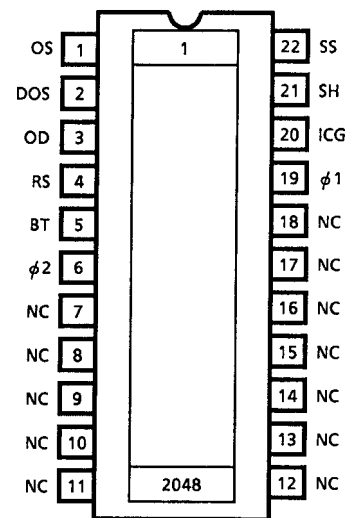 OS 1 1 22 SS
DOS 2 21 SH
OD 3 20 ICG
RS 4 19 ϕ1
BT 5 18 NC
ϕ2 6 17 NC
NC 7 16 NC
NC 8 15 NC
NC 9 14 NC
NC 10 13 NC
NC 11 2048 12 NC